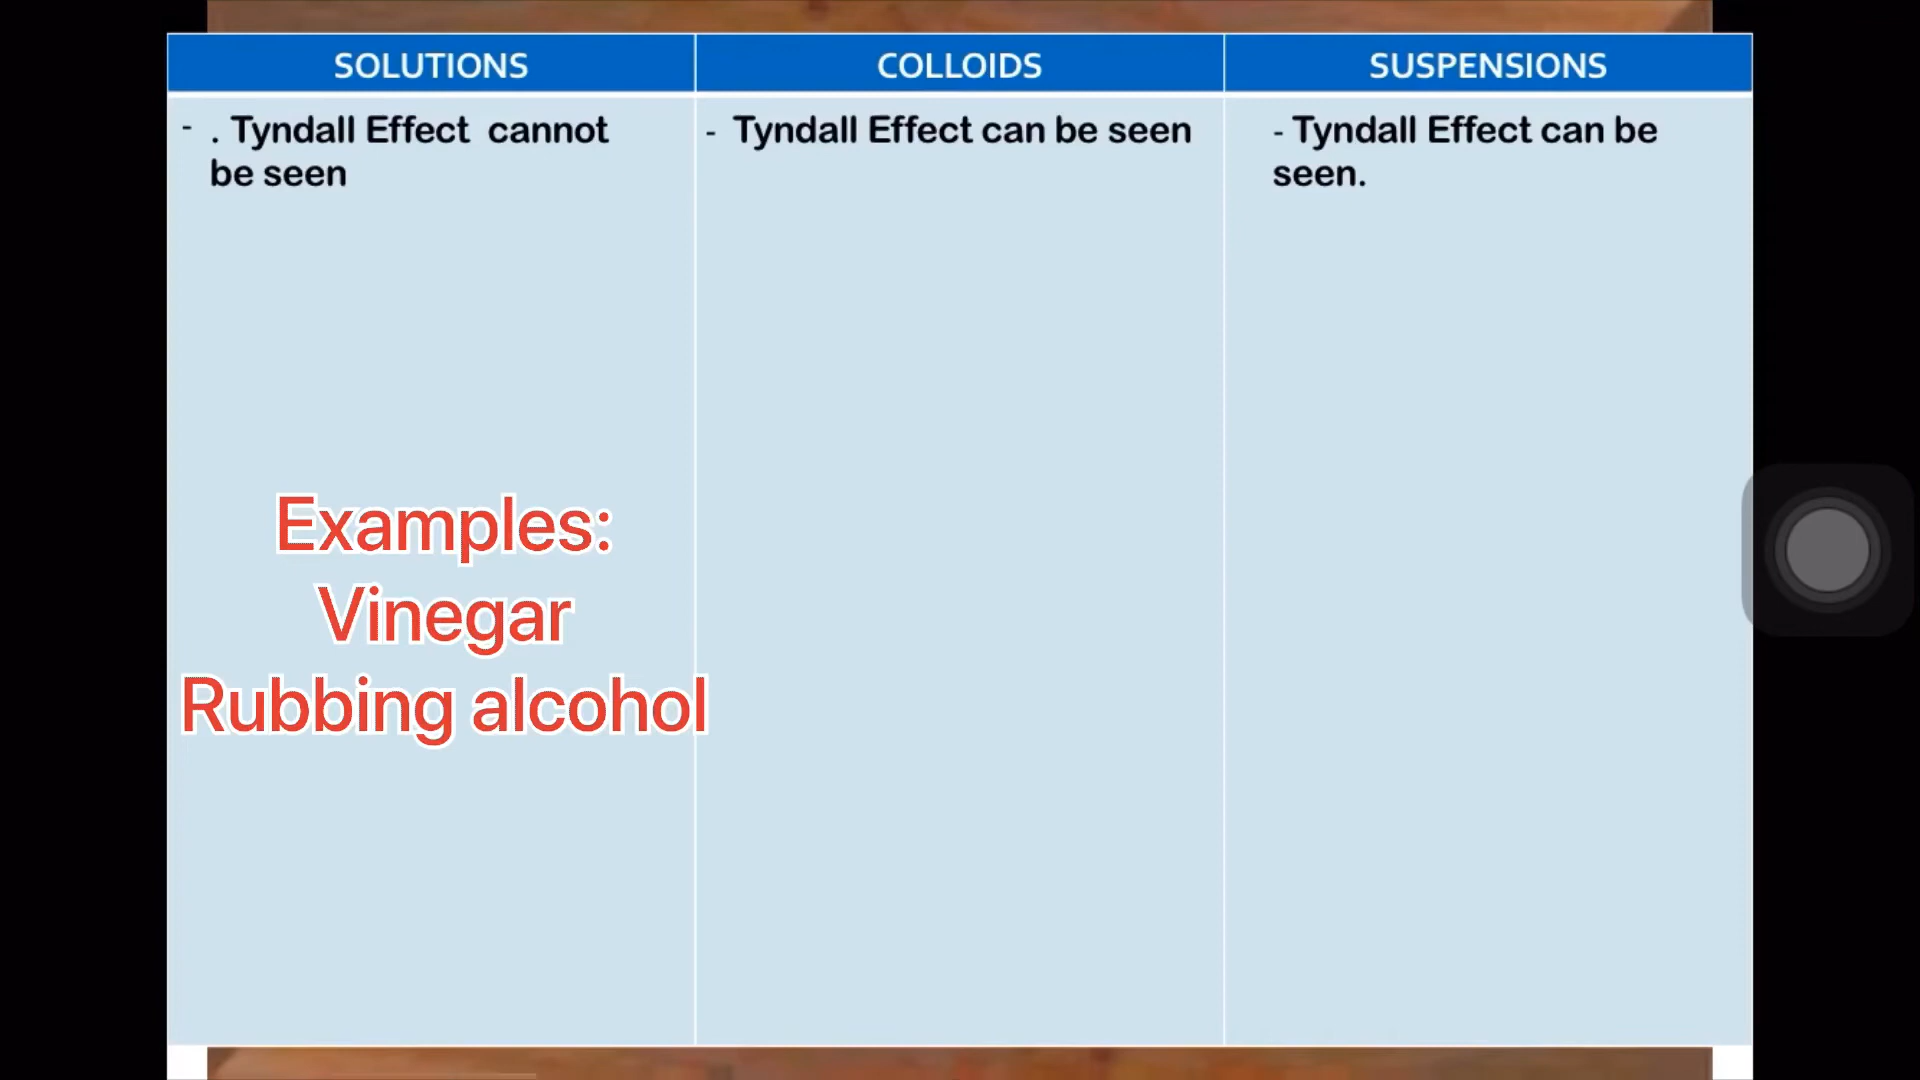 SOLUTIONS
COLLOIDS
SUSPENSIONS
- . Tyndall Effect cannot
be seen
- Tyndall Effect can be seen
- Tyndall Effect can be
seen.
Examples:
Vinegar
Rubbing alcohol